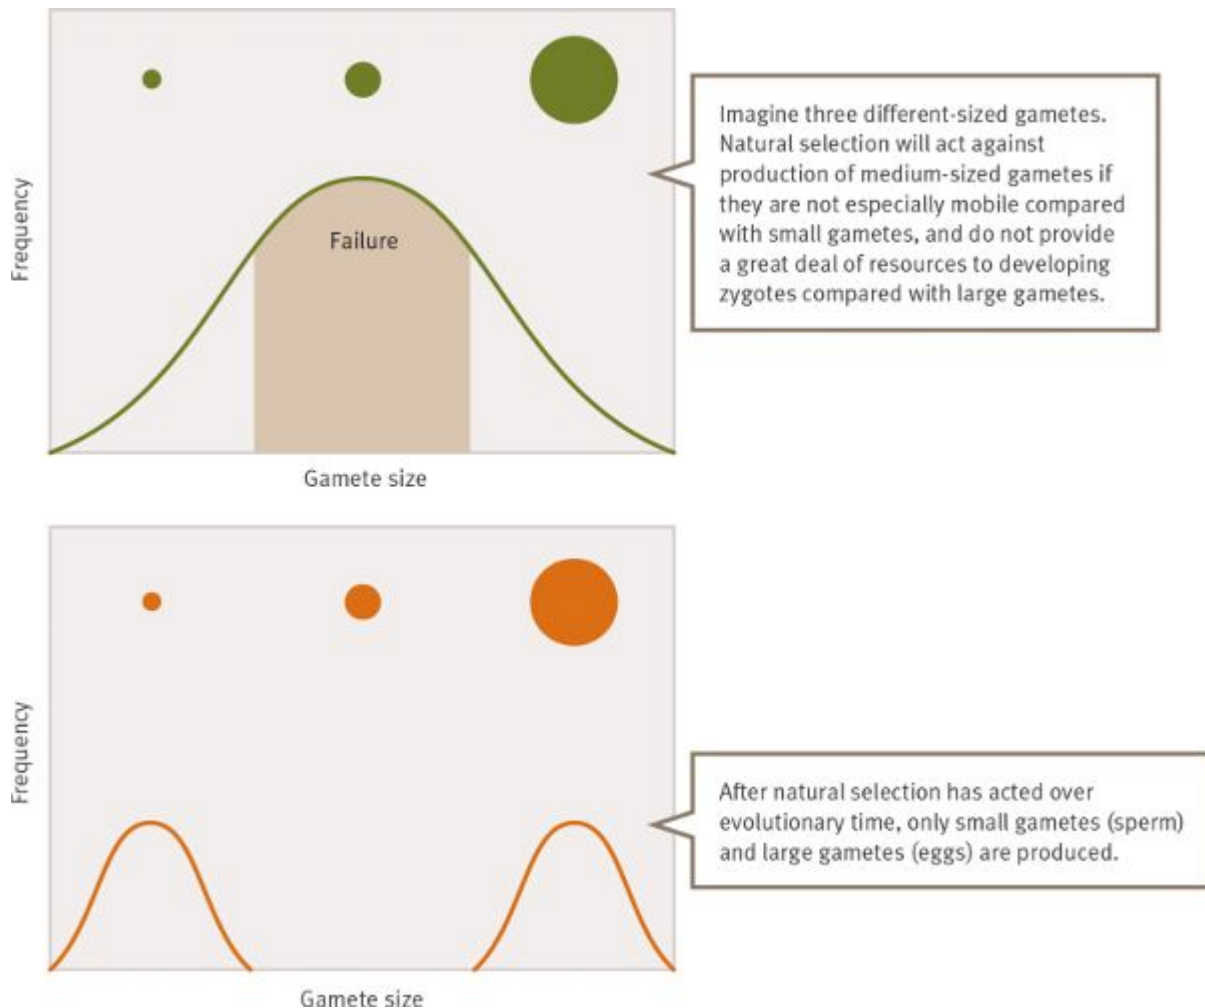 Imagine three different-sized gametes.
Natural selection will act against
production of medium-sized gametes if
they are not especially mobile compared
with small gametes, and do not provide
a great deal of resources to developing
zygotes compared with large gametes.
Frequency
Failure
Gamete size
Frequency
After natural selection has acted over
evolutionary time, only small gametes (sperm)
and large gametes (eggs) are produced.
Gamete size